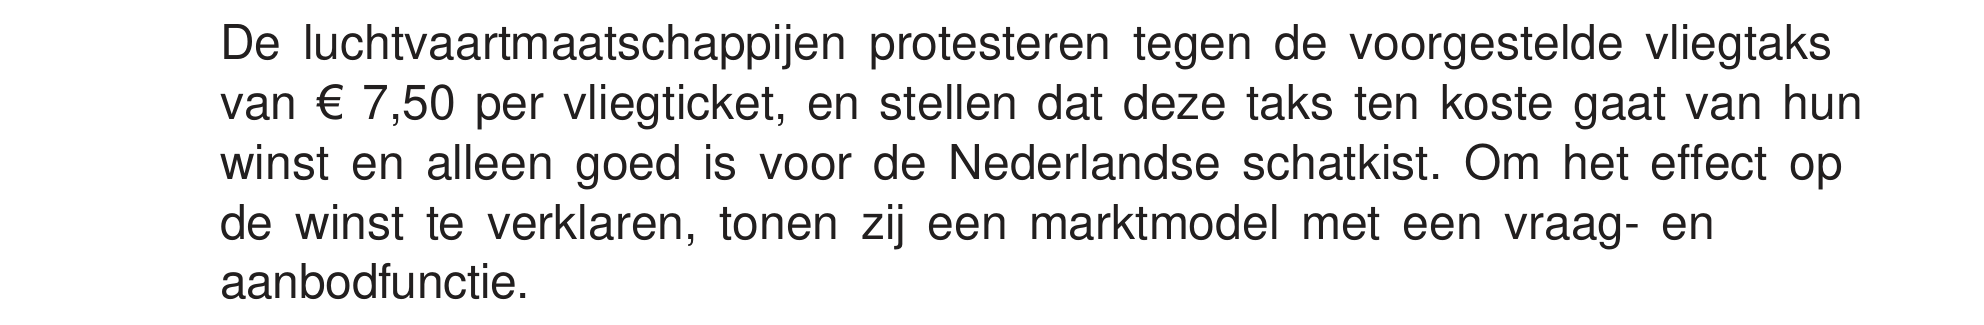 De luchtvaartmaatschappijen protesteren tegen de voorgestelde vliegtaks
van € 7,50 per vliegticket, en stellen dat deze taks ten koste gaat van hun
winst en alleen goed is voor de Nederlandse schatkist. Om het effect op
de winst te verklaren, tonen zij een marktmodel met een vraag- en
aanbodfunctie.